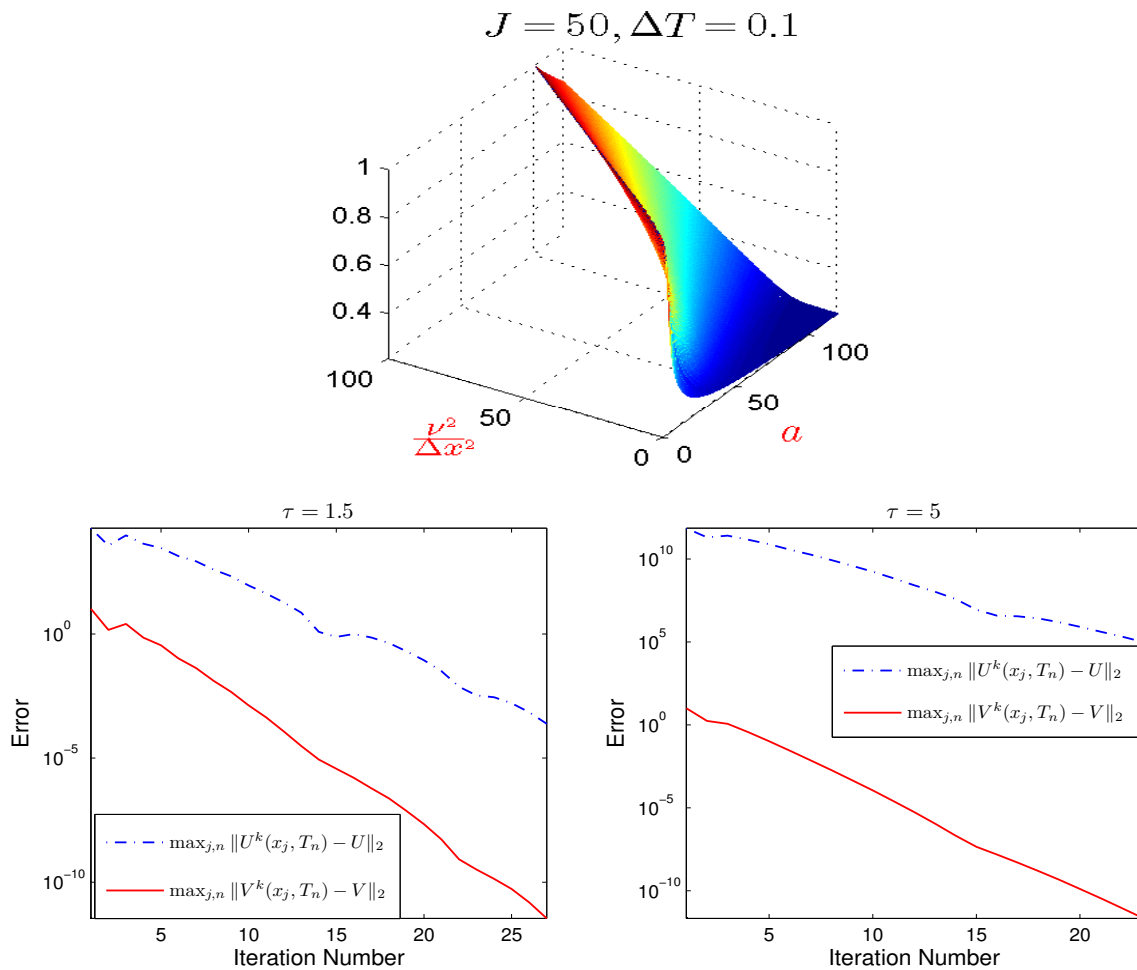 J = 50, ΔT = 0.1
1
0.8
0.6
0.4
100
50
0
0
50
100
ν²/Δx²
a
τ = 1.5
10^0
10^-5
10^-10
Error
max_{j,n} ‖U^k(x_j, T_n) − U‖_2
max_{j,n} ‖V^k(x_j, T_n) − V‖_2
5 10 15 20 25
Iteration Number
τ = 5
10^10
10^5
10^0
10^-5
10^-10
Error
max_{j,n} ‖U^k(x_j, T_n) − U‖_2
max_{j,n} ‖V^k(x_j, T_n) − V‖_2
5 10 15 20
Iteration Number